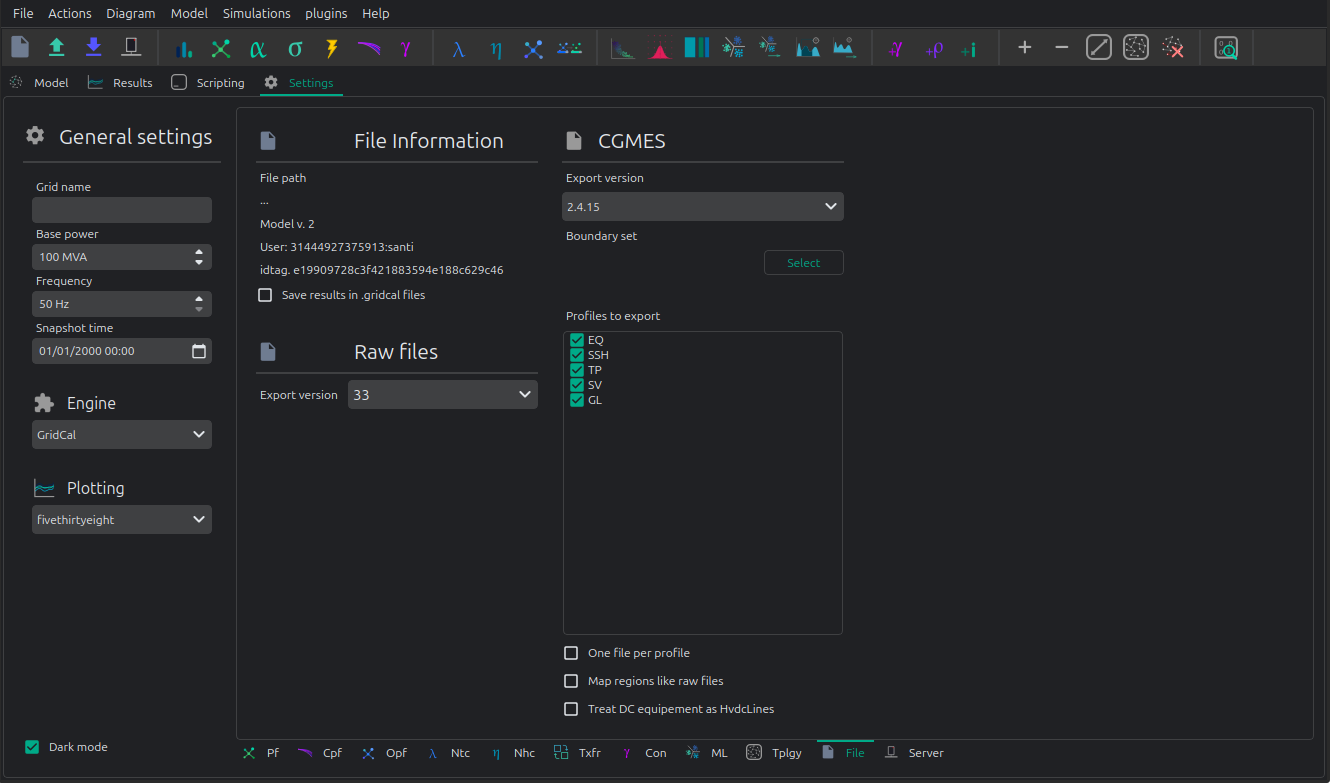 File Actions Diagram Model Simulations plugins Help
α σ γ λ η +γ +ρ +i
Model Results Scripting Settings
General settings
Grid name
Base power
100 MVA
Frequency
50 Hz
Snapshot time
01/01/2000 00:00
Engine
GridCal
Plotting
fivethirtyeight
Dark mode
File Information
File path
...
Model v. 2
User: 31444927375913:santi
idtag. e19909728c3f421883594e188c629c46
Save results in .gridcal files
Raw files
Export version 33
CGMES
Export version
2.4.15
Boundary set
Select
Profiles to export
EQ
SSH
TP
SV
GL
One file per profile
Map regions like raw files
Treat DC equipement as HvdcLines
Pf Cpf Opf λ Ntc η Nhc Txfr γ Con ML Tplgy File Server